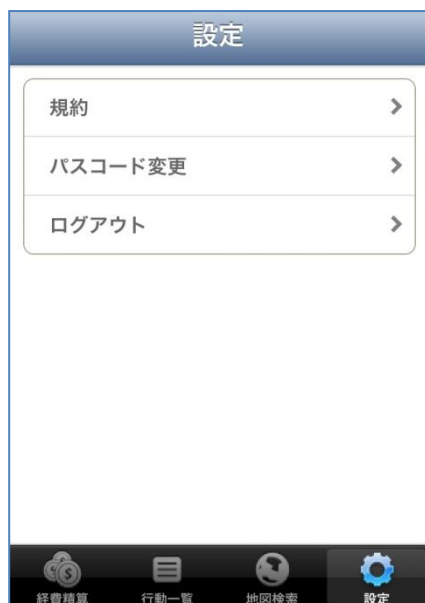 設定
規約
パスコード変更
ログアウト
経費精算 行動一覧 地図検索 設定